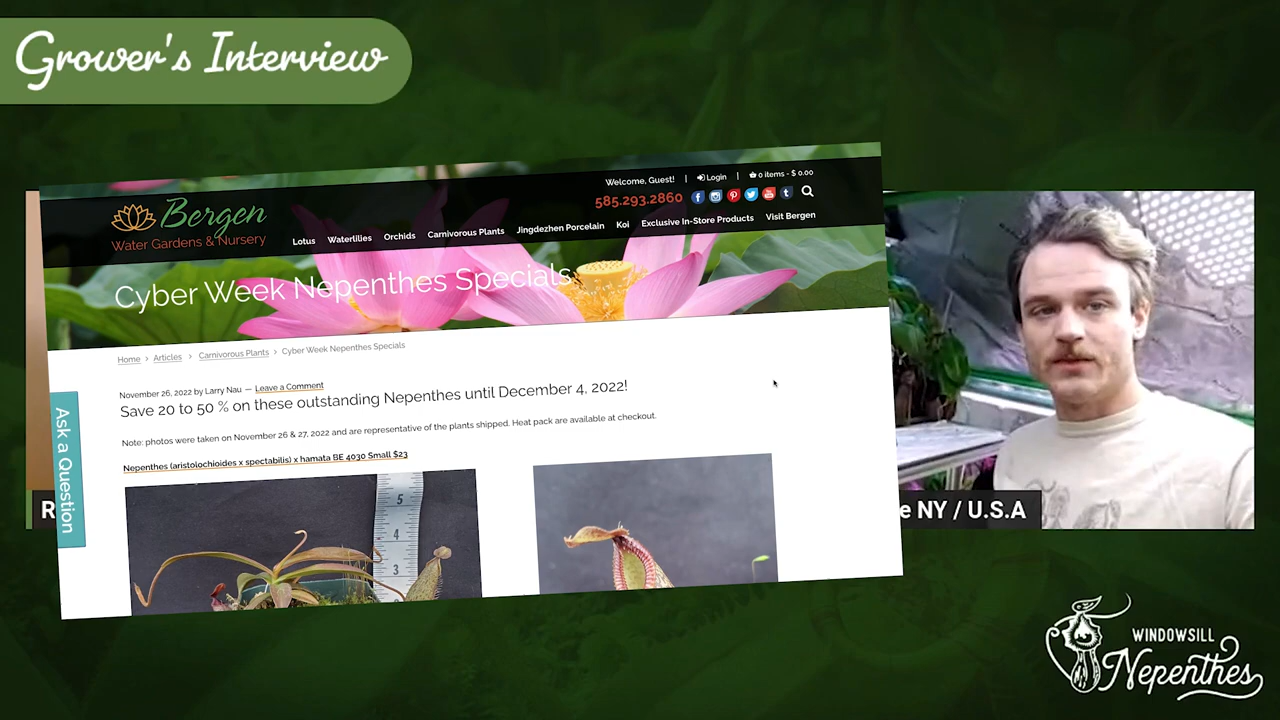 Grower's Interview
Welcome, Guest! | Login | 0 items - $ 0.00
585.293.2860
Bergen
Water Gardens & Nursery
Lotus Waterlilies Orchids Carnivorous Plants Jingdezhen Porcelain Koi Exclusive In-Store Products Visit Bergen
Cyber Week Nepenthes Specials
Home > Articles > Carnivorous Plants > Cyber Week Nepenthes Specials
November 26, 2022 by Larry Nau — Leave a Comment
Save 20 to 50 % on these outstanding Nepenthes until December 4, 2022!
Note: photos were taken on November 26 & 27, 2022 and are representative of the plants shipped. Heat pack are available at checkout.
Nepenthes (aristolochioides x spectabilis) x hamata BE 4030 Small $23
Ask a Question
5
4
3
R
e NY / U.S.A
WINDOWSILL
Nepenthes